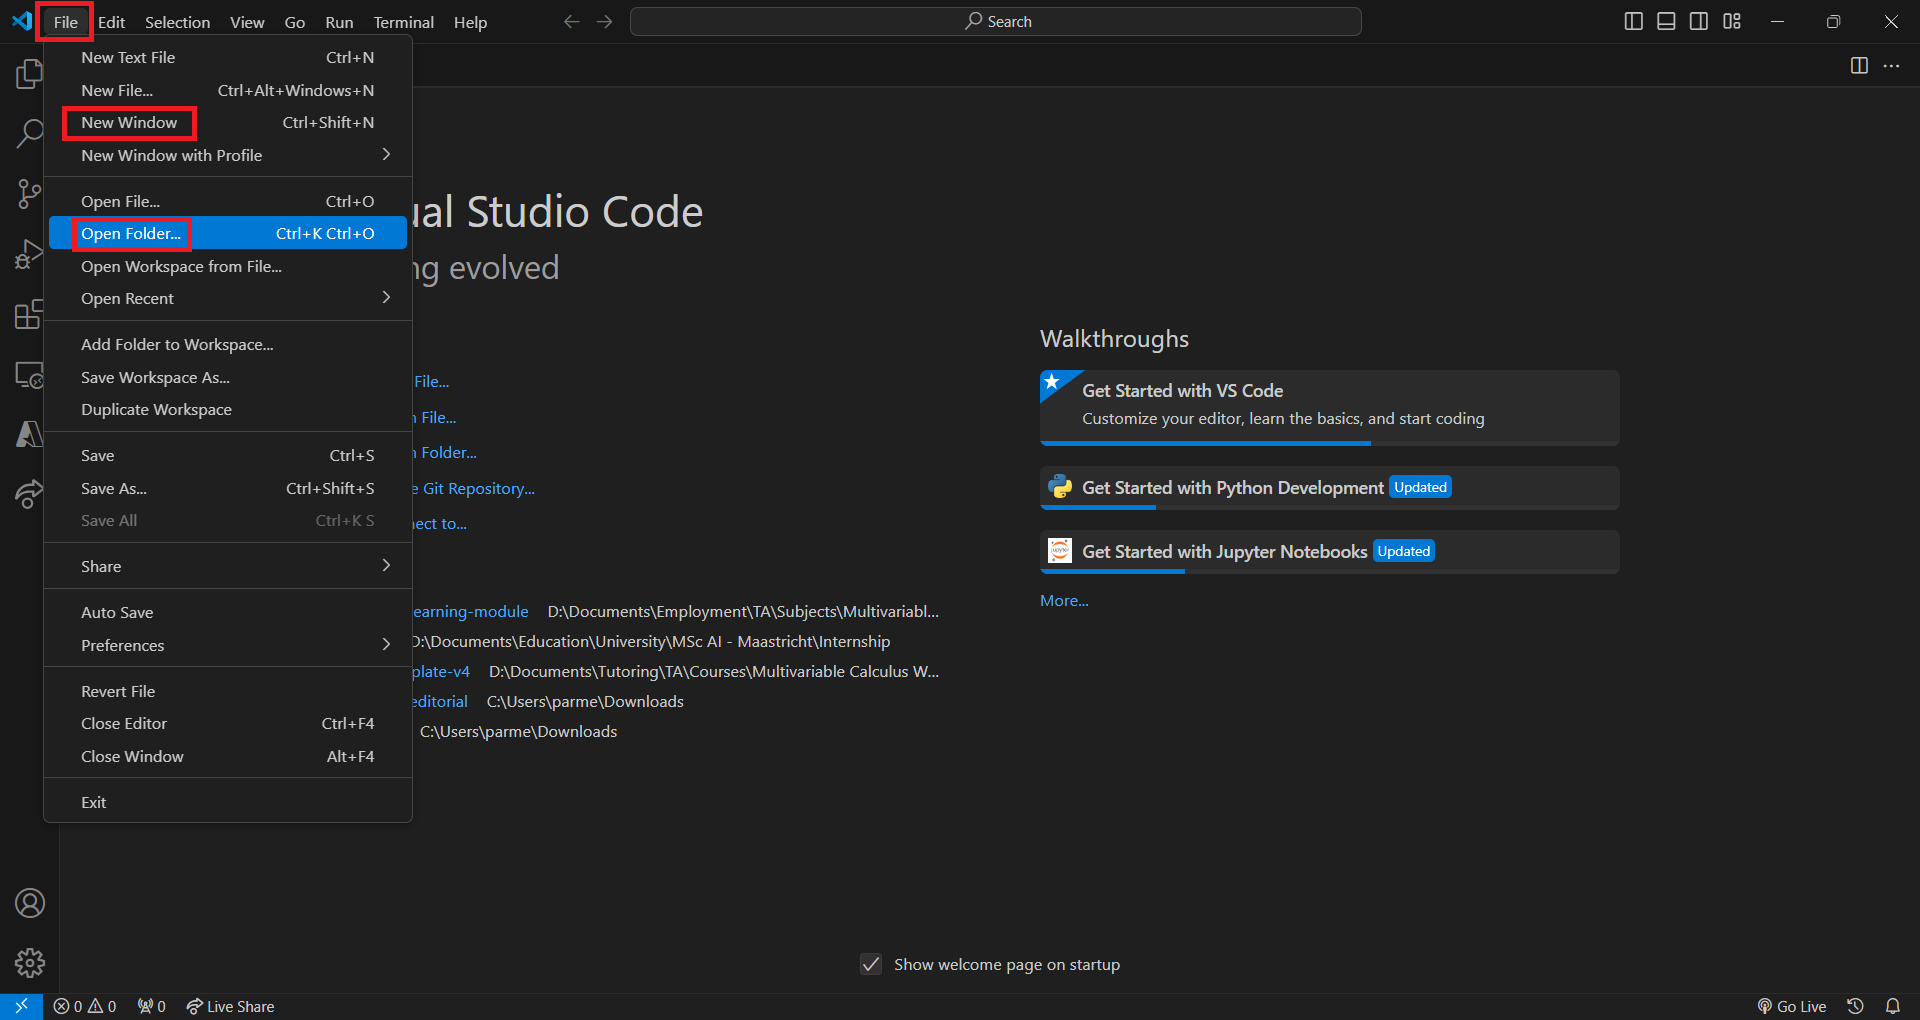 File Edit Selection View Go Run Terminal Help Search
New Text File Ctrl+N
New File... Ctrl+Alt+Windows+N
New Window Ctrl+Shift+N
New Window with Profile
Open File... Ctrl+O
Open Folder... Ctrl+K Ctrl+O
Open Workspace from File...
Open Recent
Add Folder to Workspace...
Save Workspace As...
Duplicate Workspace
Save Ctrl+S
Save As... Ctrl+Shift+S
Save All Ctrl+K S
Share
Auto Save
Preferences
Revert File
Close Editor Ctrl+F4
Close Window Alt+F4
Exit
ual Studio Code
ng evolved
File...
n File...
n Folder...
e Git Repository...
nect to...
earning-module D:\Documents\Employment\TA\Subjects\Multivariabl...
D:\Documents\Education\University\MSc AI - Maastricht\Internship
plate-v4 D:\Documents\Tutoring\TA\Courses\Multivariable Calculus W...
editorial C:\Users\parme\Downloads
C:\Users\parme\Downloads
Walkthroughs
Get Started with VS Code
Customize your editor, learn the basics, and start coding
Get Started with Python Development Updated
jupyter
Get Started with Jupyter Notebooks Updated
More...
Show welcome page on startup
0 0 0 Live Share Go Live